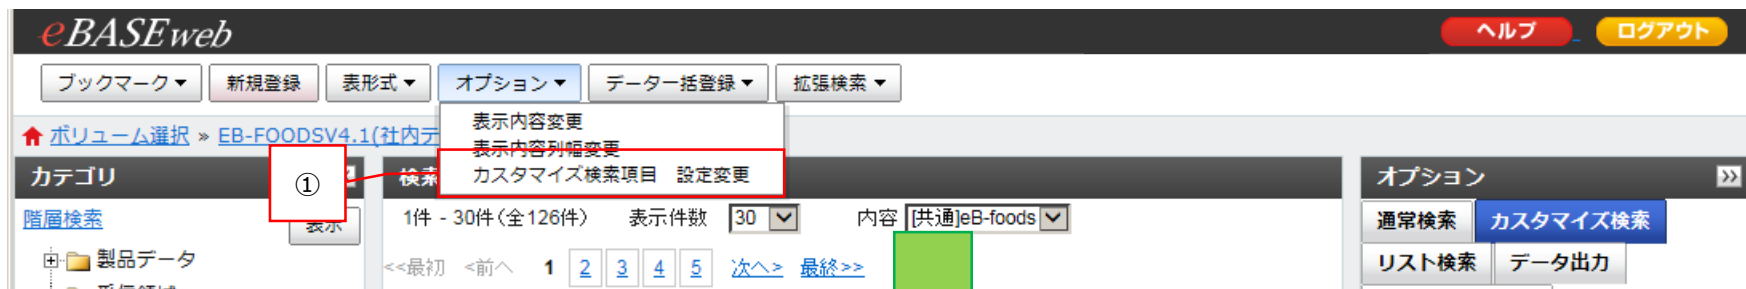 eBASEweb
ヘルプ ログアウト
ブックマーク▼ 新規登録 表形式▼ オプション▼ データ一括登録▼ 拡張検索▼
表示内容変更
ボリューム選択 » EB-FOODSV4.1(社内デ
表示内容列幅変更
カスタマイズ検索項目 設定変更
カテゴリ ① 検索 オプション >>
階層検索 表示 1件 - 30件(全126件) 表示件数 30 内容 [共通]eB-foods 通常検索 カスタマイズ検索
製品データ <<最初 <前へ 1 2 3 4 5 次へ> 最終>> リスト検索 データ出力